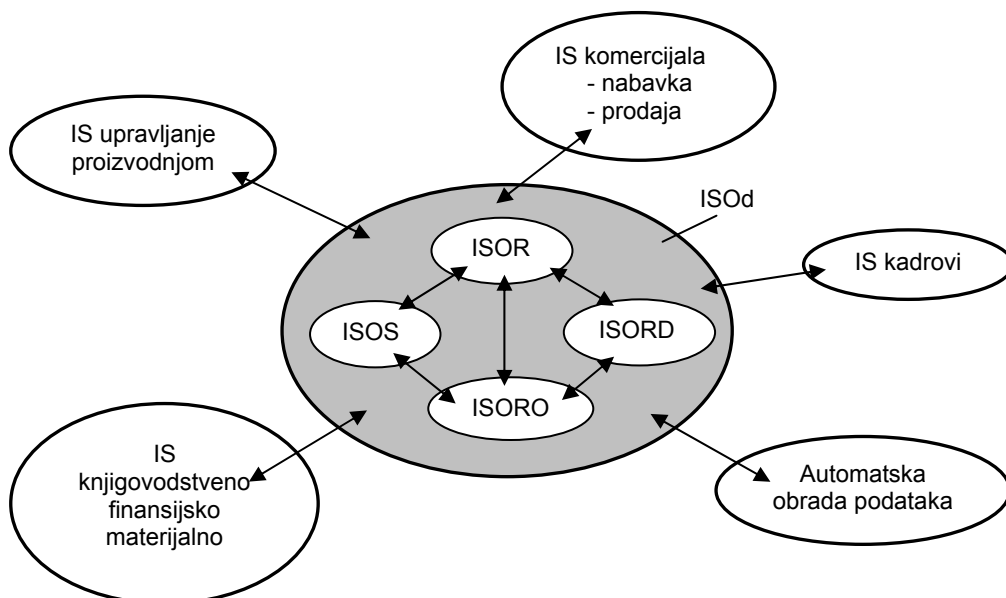 IS komercijala
- nabavka
- prodaja
IS upravljanje
proizvodnjom
ISOd
ISOR
IS kadrovi
ISOS
ISORD
ISORO
IS
knjigovodstveno
finansijsko
materijalno
Automatska
obrada podataka